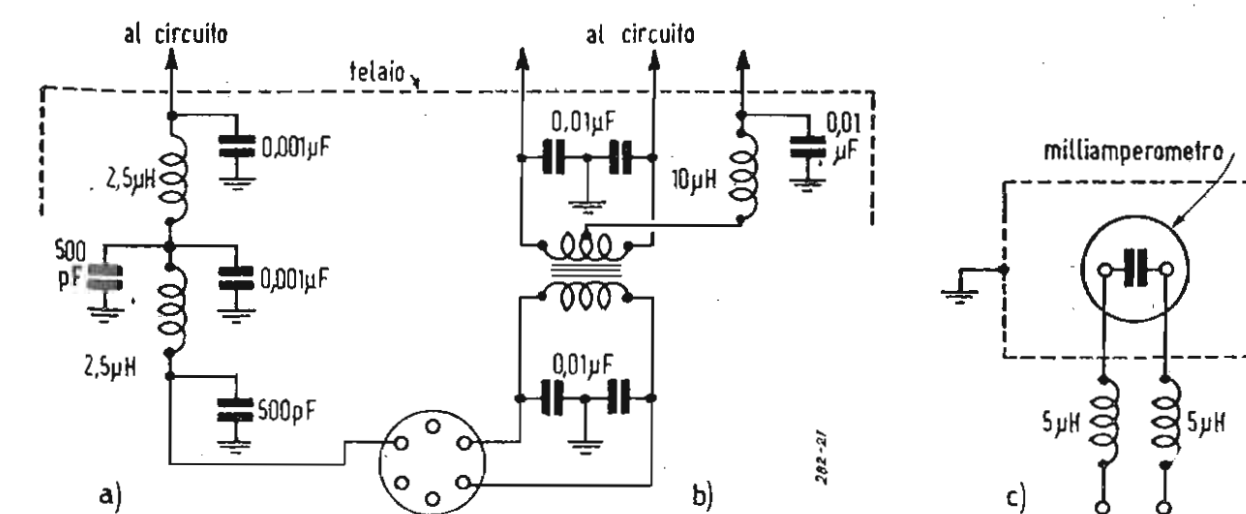 al circuito
telaio
0,001µF
2,5µH
500
pF
0,001µF
2,5µH
500pF
a)
al circuito
0,01µF
0,01
µF
10µH
0,01µF
b)
282-27
milliamperometro
5µH
5µH
c)